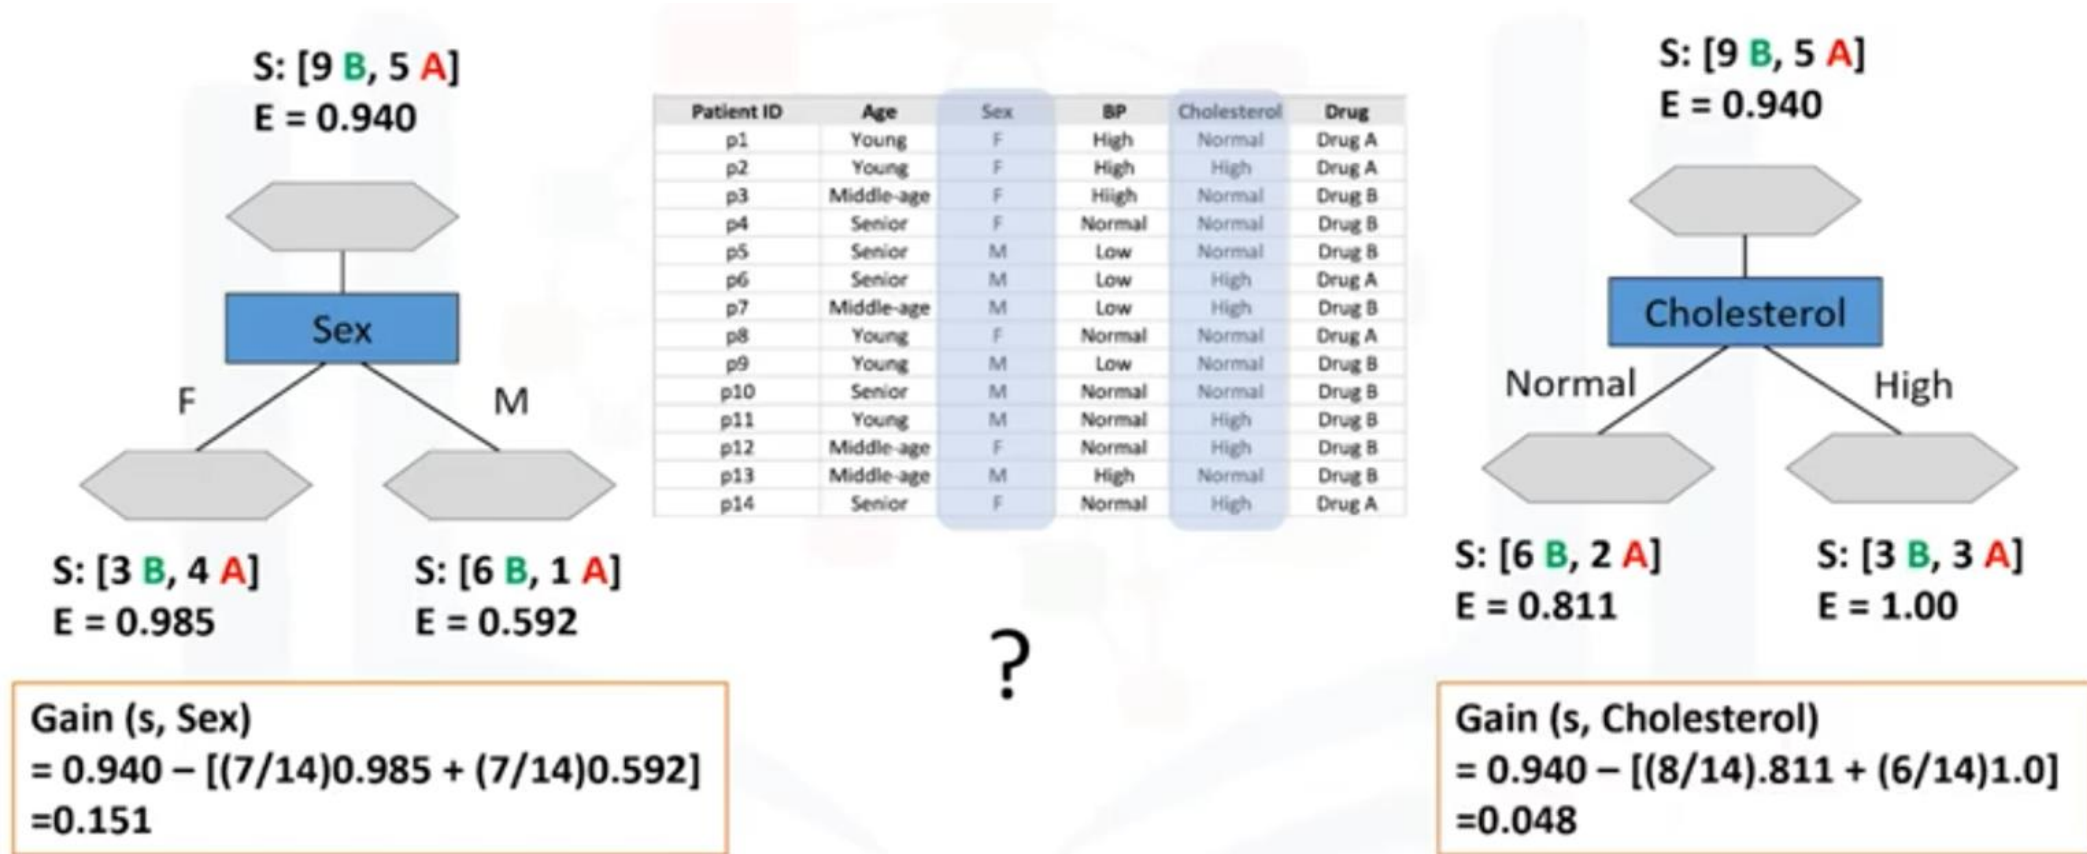 S: [9 B, 5 A]
E = 0.940
Sex
F
M
S: [3 B, 4 A]
E = 0.985
S: [6 B, 1 A]
E = 0.592
Gain (s, Sex)
= 0.940 – [(7/14)0.985 + (7/14)0.592]
=0.151
Patient ID Age Sex BP Cholesterol Drug
p1 Young F High Normal Drug A
p2 Young F High High Drug A
p3 Middle-age F Hiigh Normal Drug B
p4 Senior F Normal Normal Drug B
p5 Senior M Low Normal Drug B
p6 Senior M Low High Drug A
p7 Middle-age M Low High Drug B
p8 Young F Normal Normal Drug A
p9 Young M Low Normal Drug B
p10 Senior M Normal Normal Drug B
p11 Young M Normal High Drug B
p12 Middle-age F Normal High Drug B
p13 Middle-age M High Normal Drug B
p14 Senior F Normal High Drug A
?
S: [9 B, 5 A]
E = 0.940
Cholesterol
Normal
High
S: [6 B, 2 A]
E = 0.811
S: [3 B, 3 A]
E = 1.00
Gain (s, Cholesterol)
= 0.940 – [(8/14).811 + (6/14)1.0]
=0.048